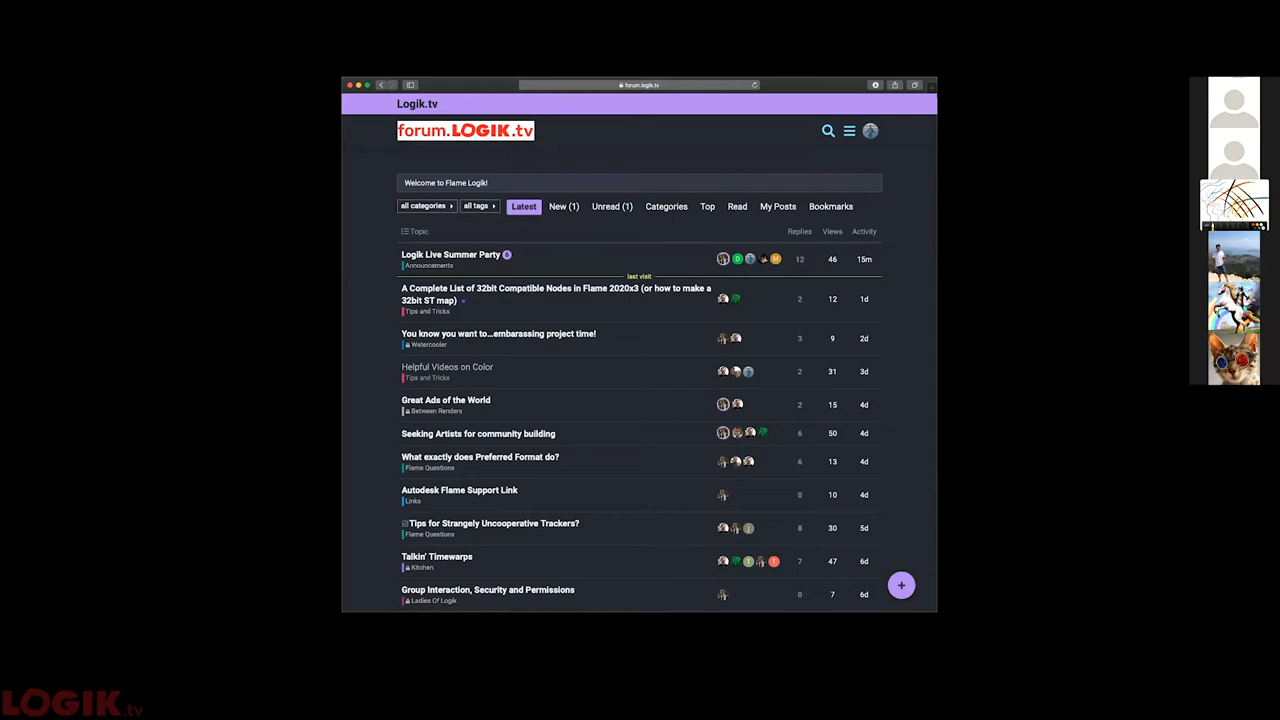 forum.logik.tv
Logik.tv
forum.LOGIK.tv
Welcome to Flame Logik!
all categories all tags Latest New (1) Unread (1) Categories Top Read My Posts Bookmarks
Topic Replies Views Activity
Logik Live Summer Party 6 12 46 15m
Announcements
last visit
A Complete List of 32bit Compatible Nodes in Flame 2020x3 (or how to make a
32bit ST map) 2 12 1d
Tips and Tricks
You know you want to...embarassing project time! 3 9 2d
Watercooler
Helpful Videos on Color 2 31 3d
Tips and Tricks
Great Ads of the World 2 15 4d
Between Renders
Seeking Artists for community building 6 50 4d
What exactly does Preferred Format do? 6 13 4d
Flame Questions
Autodesk Flame Support Link 0 10 4d
Links
Tips for Strangely Uncooperative Trackers? 8 30 5d
Flame Questions
Talkin' Timewarps 7 47 6d
Kitchen
Group Interaction, Security and Permissions 0 7 6d
Ladies Of Logik
LOGIK.tv